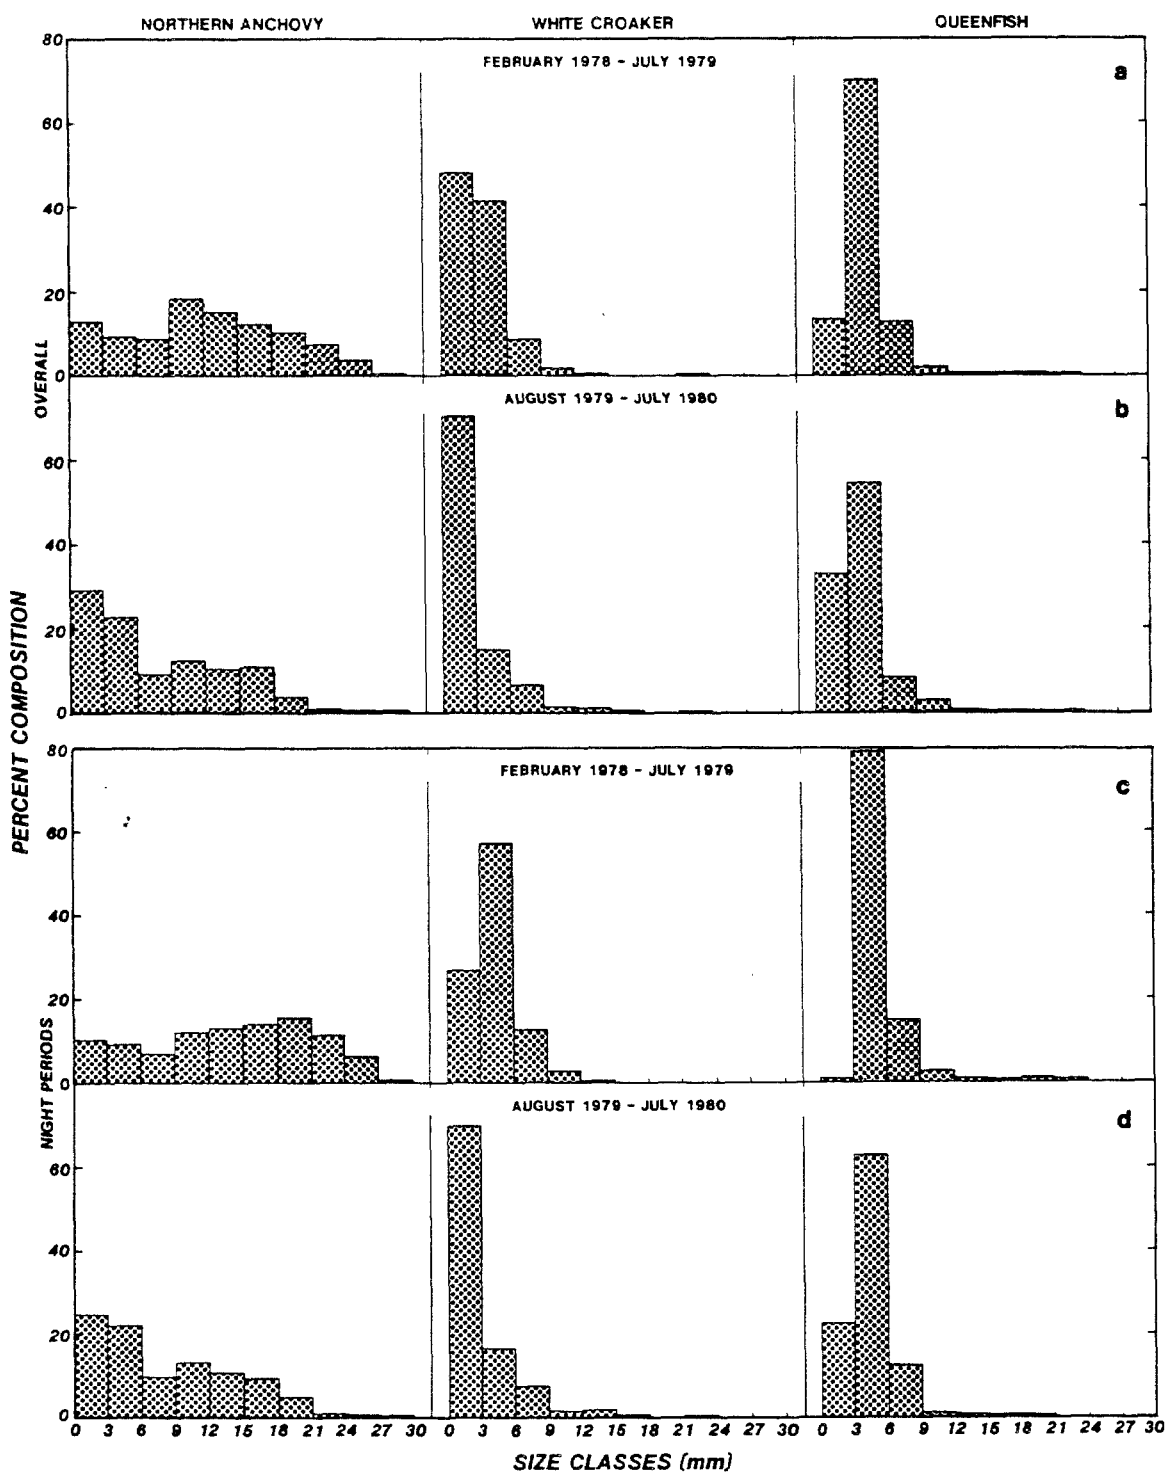 NORTHERN ANCHOVY WHITE CROAKER QUEENFISH
80
FEBRUARY 1978 - JULY 1979
a
60
40
20
0
OVERALL
AUGUST 1979 - JULY 1980
b
60
40
20
0
PERCENT COMPOSITION
80
FEBRUARY 1978 - JULY 1979
c
60
40
20
0
NIGHT PERIODS
AUGUST 1979 - JULY 1980
d
60
40
20
0
0 3 6 9 12 15 18 21 24 27 30 0 3 6 9 12 15 18 21 24 27 0 3 6 9 12 15 18 21 24 27 30
SIZE CLASSES (mm)